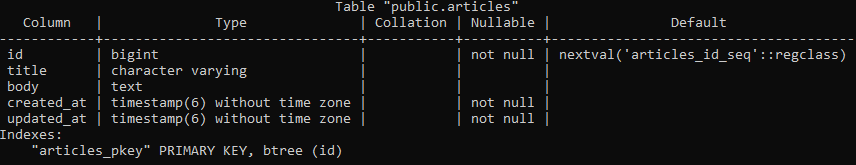 Table "public.articles"
   Column   |              Type              | Collation | Nullable |               Default
------------+--------------------------------+-----------+----------+--------------------------------------
 id         | bigint                         |           | not null | nextval('articles_id_seq'::regclass)
 title      | character varying              |           |          |
 body       | text                           |           |          |
 created_at | timestamp(6) without time zone |           | not null |
 updated_at | timestamp(6) without time zone |           | not null |
Indexes:
    "articles_pkey" PRIMARY KEY, btree (id)